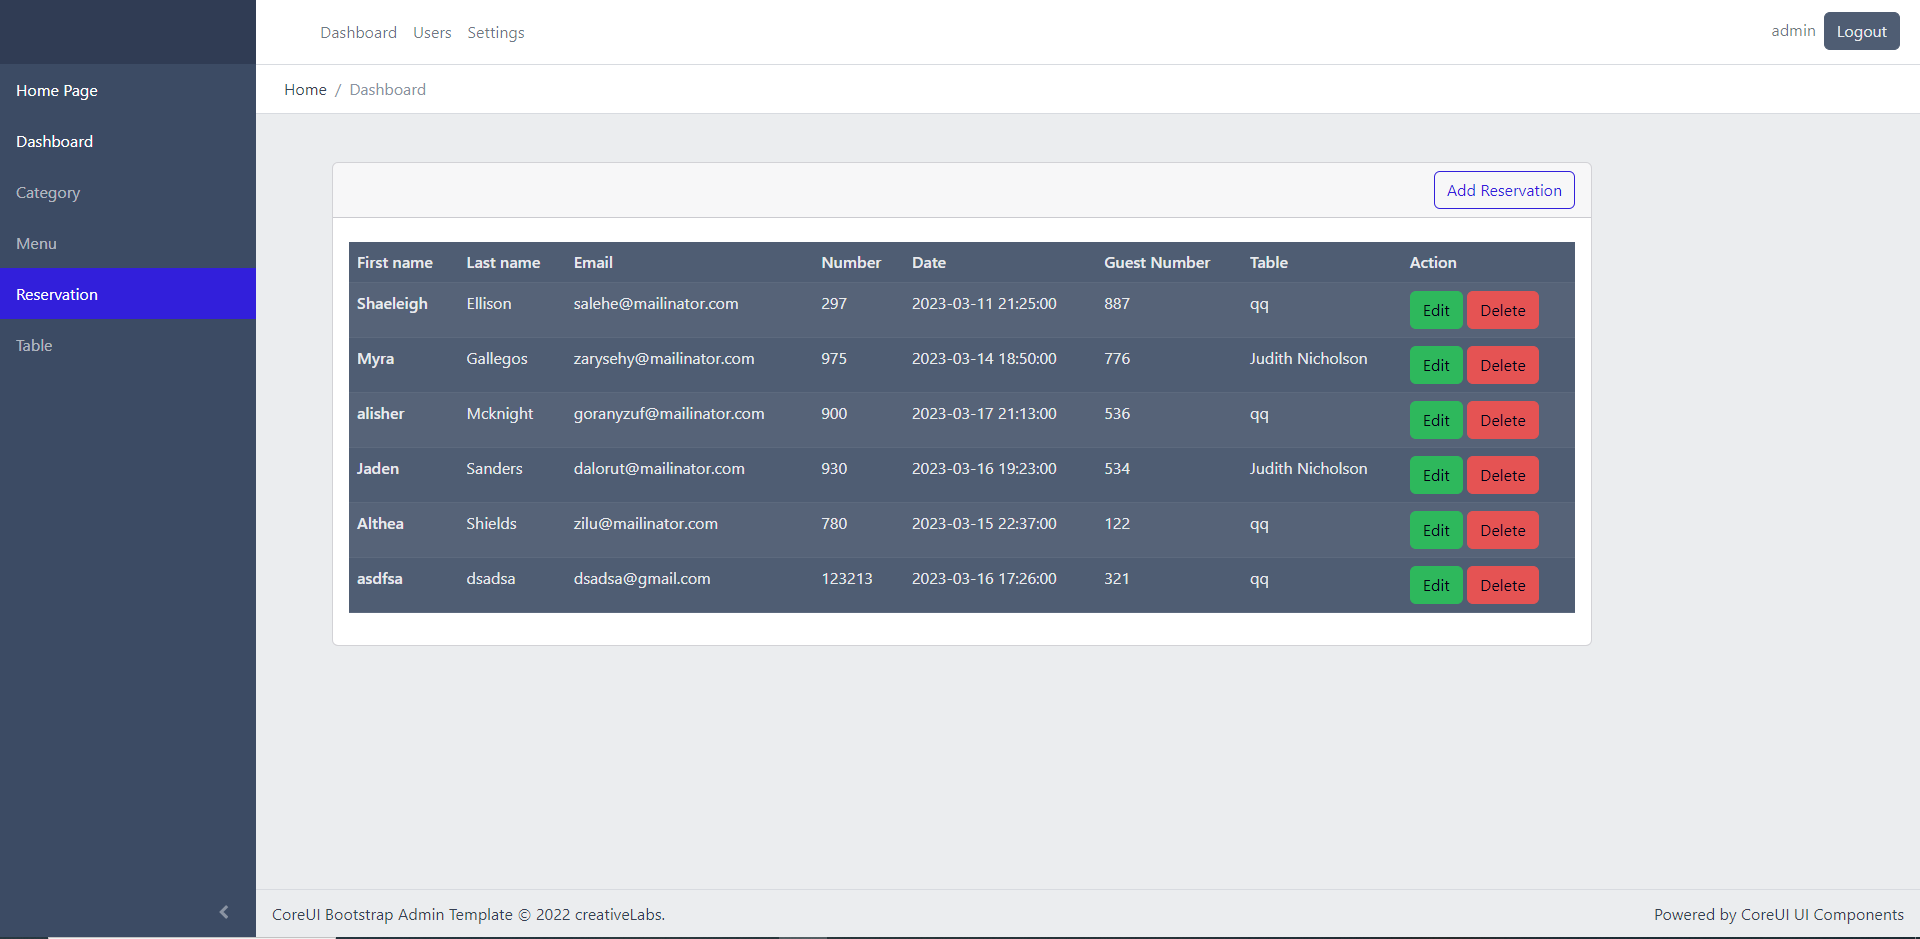 Dashboard Users Settings
admin Logout
Home / Dashboard
Home Page
Dashboard
Category
Menu
Reservation
Table
Add Reservation
First name Last name Email Number Date Guest Number Table Action
Shaeleigh Ellison salehe@mailinator.com 297 2023-03-11 21:25:00 887 qq Edit Delete
Myra Gallegos zarysehy@mailinator.com 975 2023-03-14 18:50:00 776 Judith Nicholson Edit Delete
alisher Mcknight goranyzuf@mailinator.com 900 2023-03-17 21:13:00 536 qq Edit Delete
Jaden Sanders dalorut@mailinator.com 930 2023-03-16 19:23:00 534 Judith Nicholson Edit Delete
Althea Shields zilu@mailinator.com 780 2023-03-15 22:37:00 122 qq Edit Delete
asdfsa dsadsa dsadsa@gmail.com 123213 2023-03-16 17:26:00 321 qq Edit Delete
CoreUI Bootstrap Admin Template © 2022 creativeLabs.
Powered by CoreUI UI Components